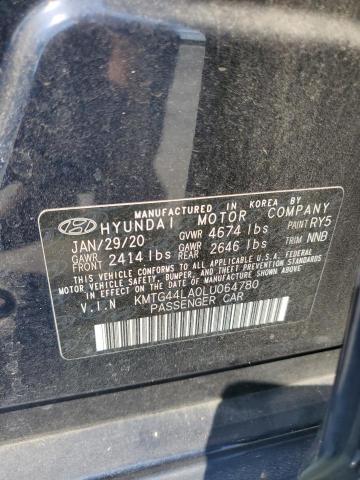 MANUFACTURED IN KOREA BY
HYUNDAI MOTOR COMPANY
JAN/29/20 GVWR 4674 lbs PAINT RY5
GAWR FRONT 2414 lbs GAWR REAR 2646 lbs TRIM NNB
THIS VEHICLE CONFORMS TO ALL APPLICABLE U.S.A. FEDERAL
MOTOR VEHICLE SAFETY, BUMPER, AND THEFT PREVENTION
STANDARDS IN EFFECT ON THE DATE OF MANUFACTURE SHOWN ABOVE.
V.I.N KMTG44LA0LU064780
PASSENGER CAR